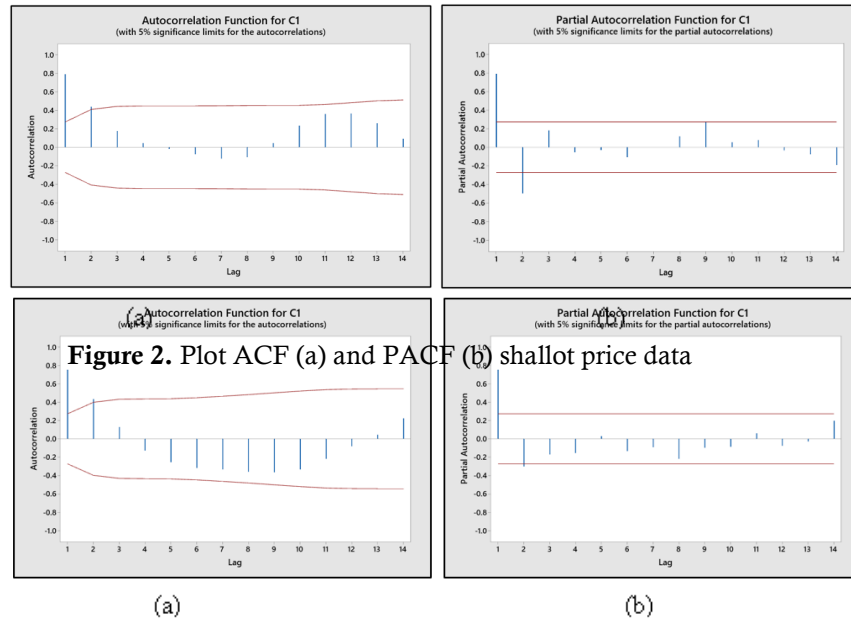 Autocorrelation Function for C1
(with 5% significance limits for the autocorrelations)
1.0
0.8
0.6
0.4
0.2
0.0
-0.2
-0.4
-0.6
-0.8
-1.0
Autocorrelation
1 2 3 4 5 6 7 8 9 10 11 12 13 14
Lag
Partial Autocorrelation Function for C1
(with 5% significance limits for the partial autocorrelations)
1.0
0.8
0.6
0.4
0.2
0.0
-0.2
-0.4
-0.6
-0.8
-1.0
Partial Autocorrelation
1 2 3 4 5 6 7 8 9 10 11 12 13 14
Lag
(a)
(b)
Figure 2. Plot ACF (a) and PACF (b) shallot price data
Autocorrelation Function for C1
(with 5% significance limits for the autocorrelations)
1.0
0.8
0.6
0.4
0.2
0.0
-0.2
-0.4
-0.6
-0.8
-1.0
Autocorrelation
1 2 3 4 5 6 7 8 9 10 11 12 13 14
Lag
Partial Autocorrelation Function for C1
(with 5% significance limits for the partial autocorrelations)
1.0
0.8
0.6
0.4
0.2
0.0
-0.2
-0.4
-0.6
-0.8
-1.0
Partial Autocorrelation
1 2 3 4 5 6 7 8 9 10 11 12 13 14
Lag
(a)
(b)